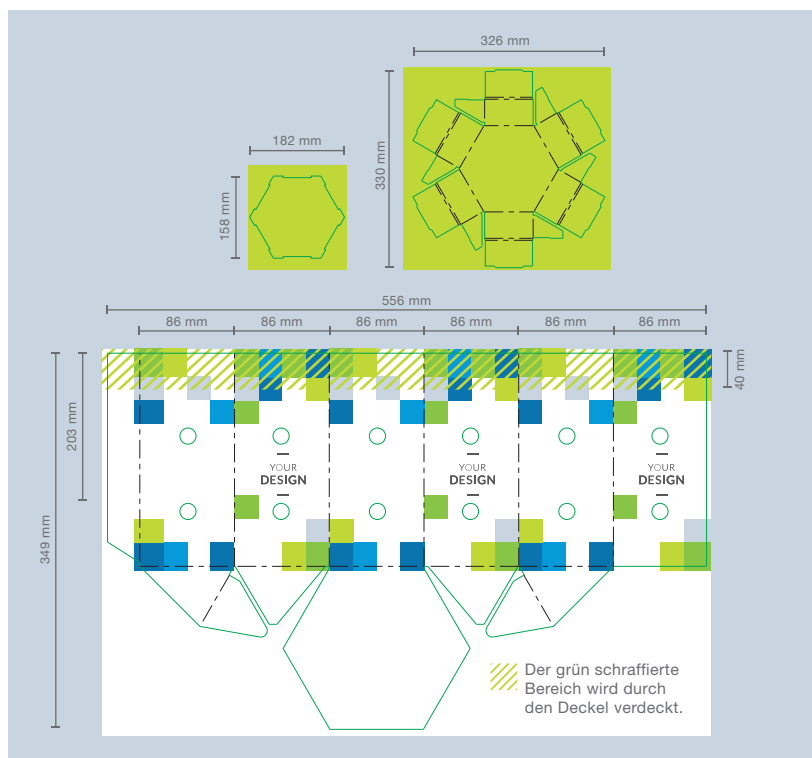 326 mm
330 mm
182 mm
158 mm
556 mm
86 mm 86 mm 86 mm 86 mm 86 mm 86 mm
40 mm
203 mm
349 mm
YOUR
DESIGN
YOUR
DESIGN
YOUR
DESIGN
Der grün schraffierte
Bereich wird durch
den Deckel verdeckt.